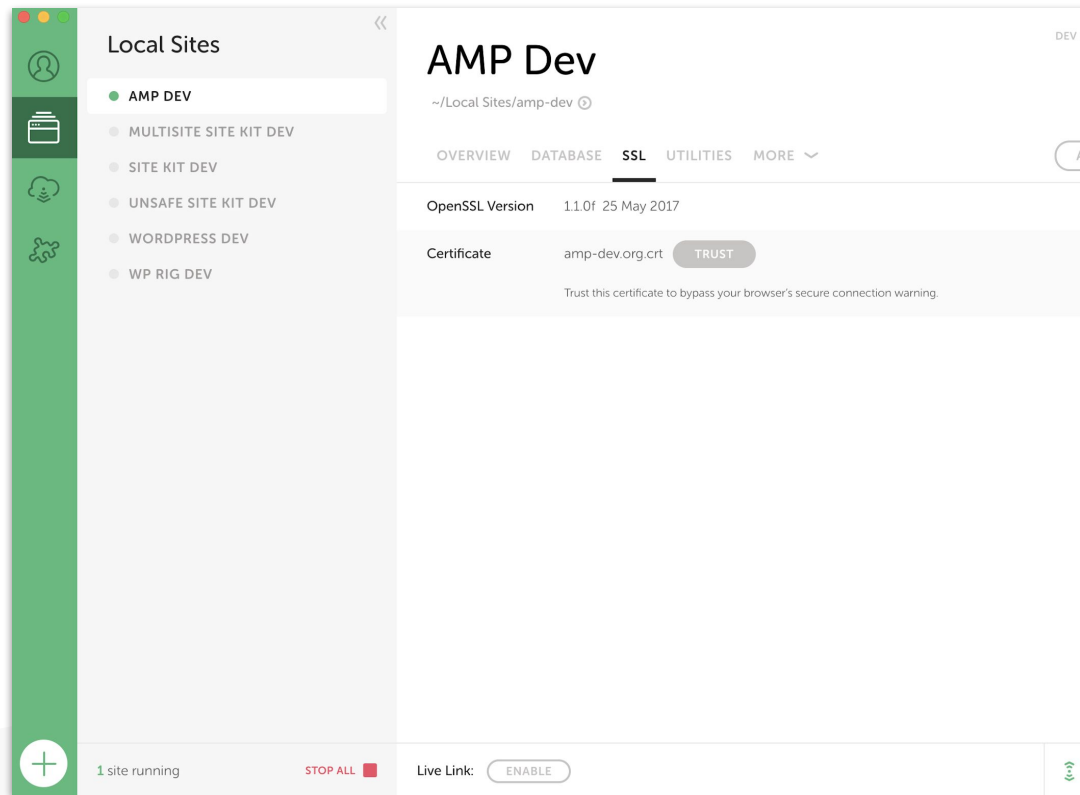 Local Sites
AMP DEV
MULTISITE SITE KIT DEV
SITE KIT DEV
UNSAFE SITE KIT DEV
WORDPRESS DEV
WP RIG DEV
1 site running
STOP ALL
AMP Dev
DEV
~/Local Sites/amp-dev
OVERVIEW DATABASE SSL UTILITIES MORE
OpenSSL Version 1.1.0f 25 May 2017
Certificate amp-dev.org.crt TRUST
Trust this certificate to bypass your browser's secure connection warning.
Live Link: ENABLE